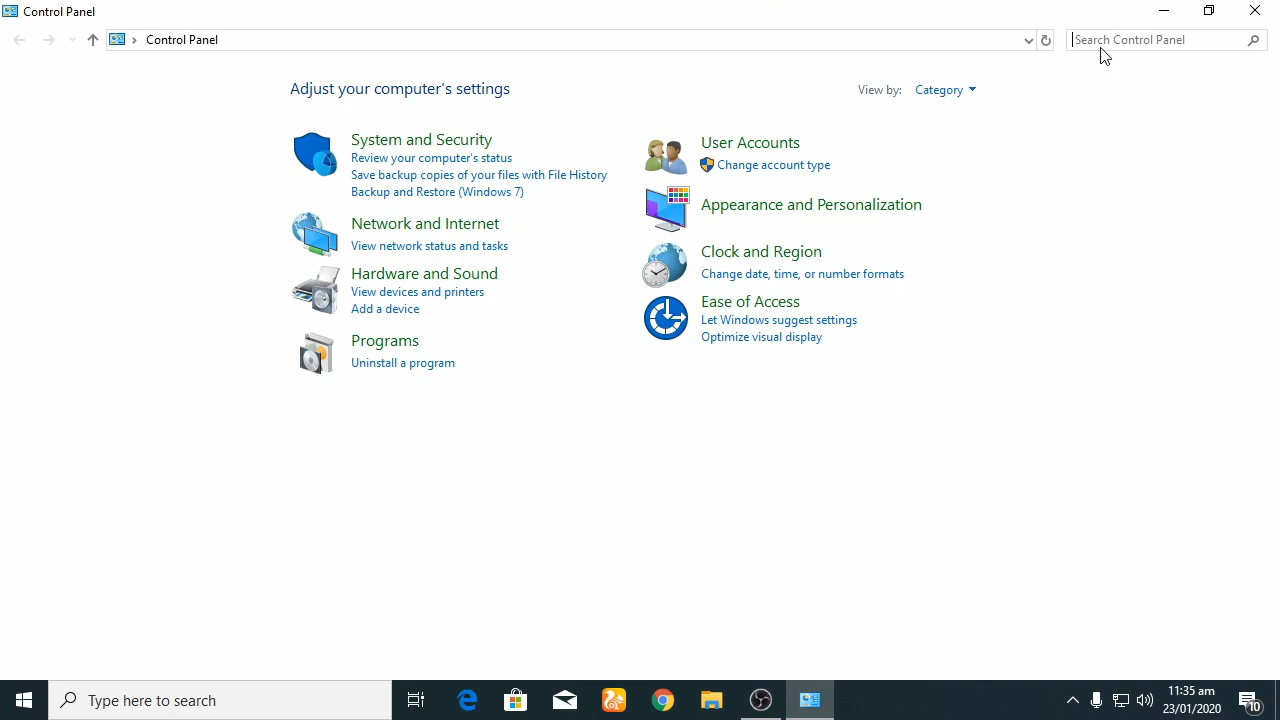 Control Panel
Control Panel
Search Control Panel
Adjust your computer's settings
View by: Category
System and Security
Review your computer's status
Save backup copies of your files with File History
Backup and Restore (Windows 7)
Network and Internet
View network status and tasks
Hardware and Sound
View devices and printers
Add a device
Programs
Uninstall a program
User Accounts
Change account type
Appearance and Personalization
Clock and Region
Change date, time, or number formats
Ease of Access
Let Windows suggest settings
Optimize visual display
Type here to search
11:35 am
23/01/2020
10